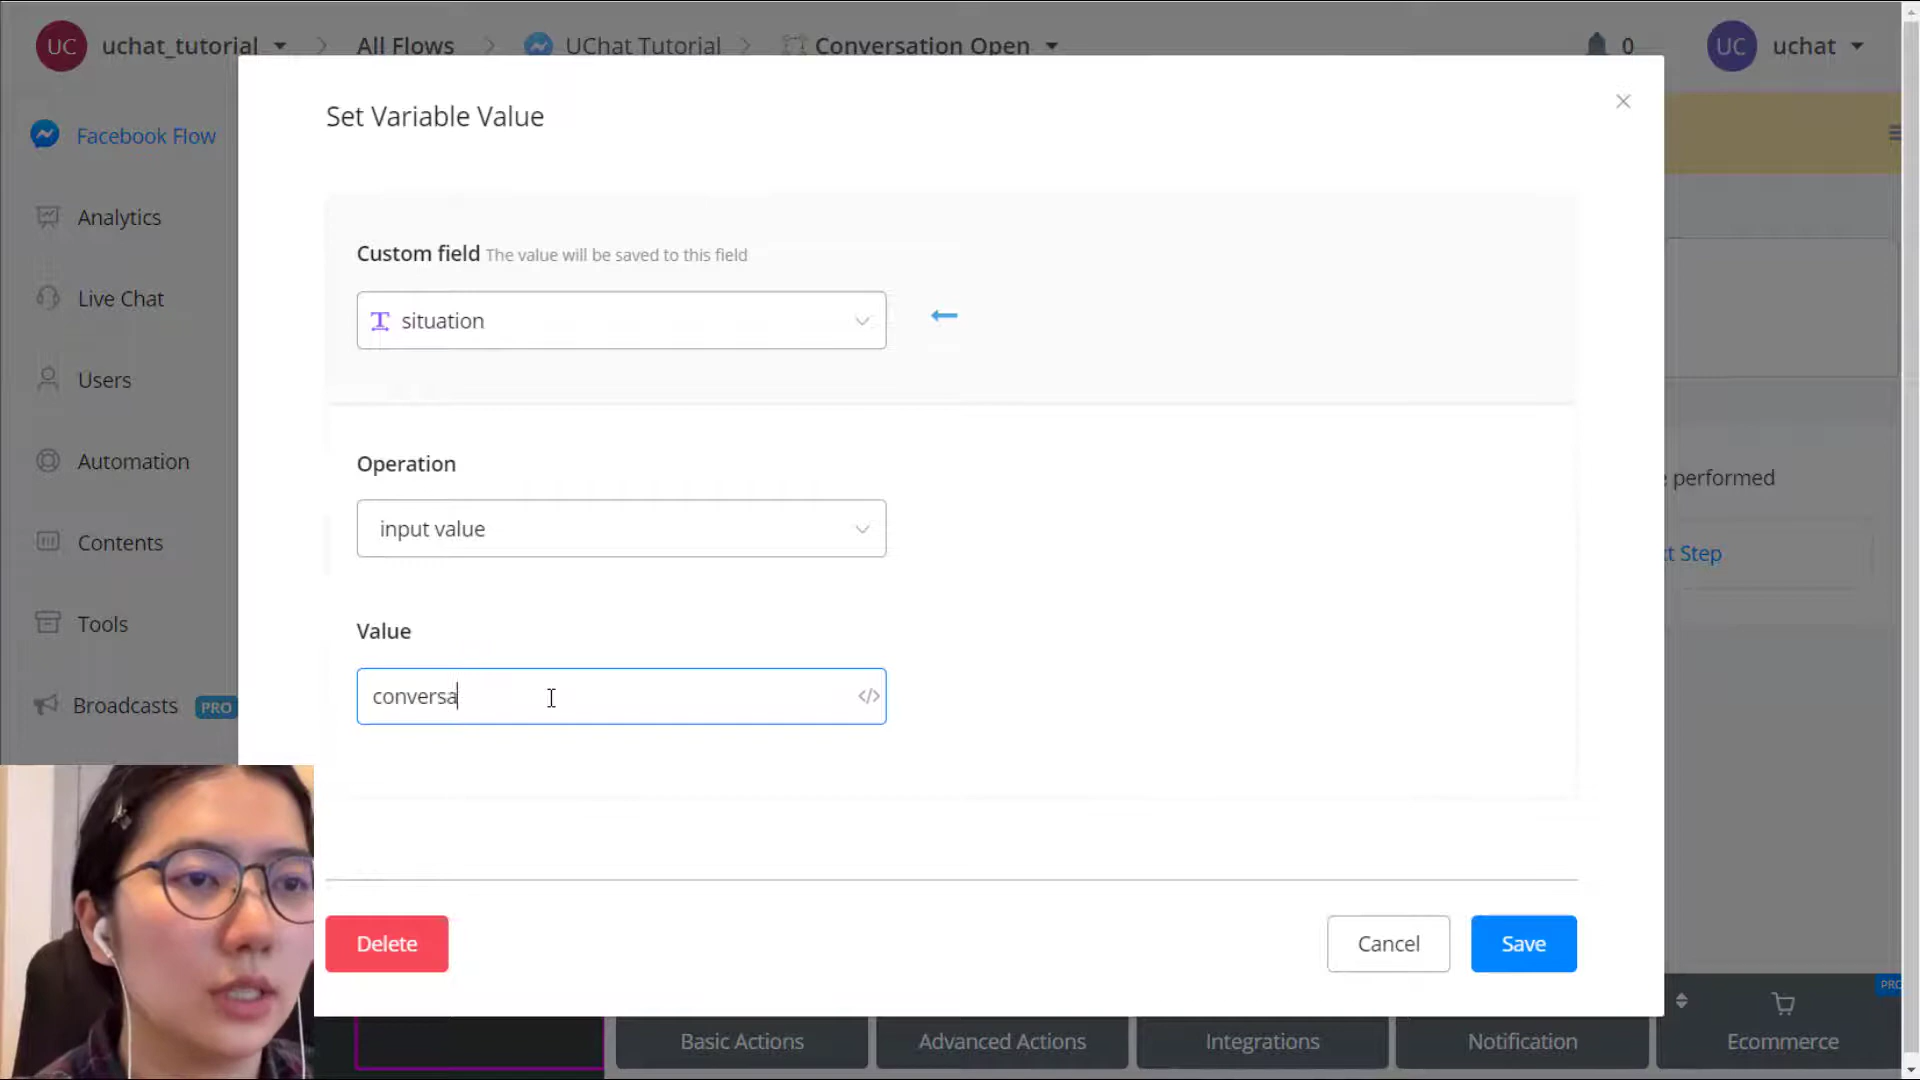 UC uchat_tutorial All Flows UChat Tutorial Conversation Open 0 UC uchat
Set Variable Value
Facebook Flow
Analytics
Live Chat
Users
Automation
Contents
Tools
Broadcasts PRO
Custom field The value will be saved to this field
situation
Operation
input value
Value
conversa
performed
t Step
Delete
Cancel
Save
PRO
Basic Actions
Advanced Actions
Integrations
Notification
Ecommerce